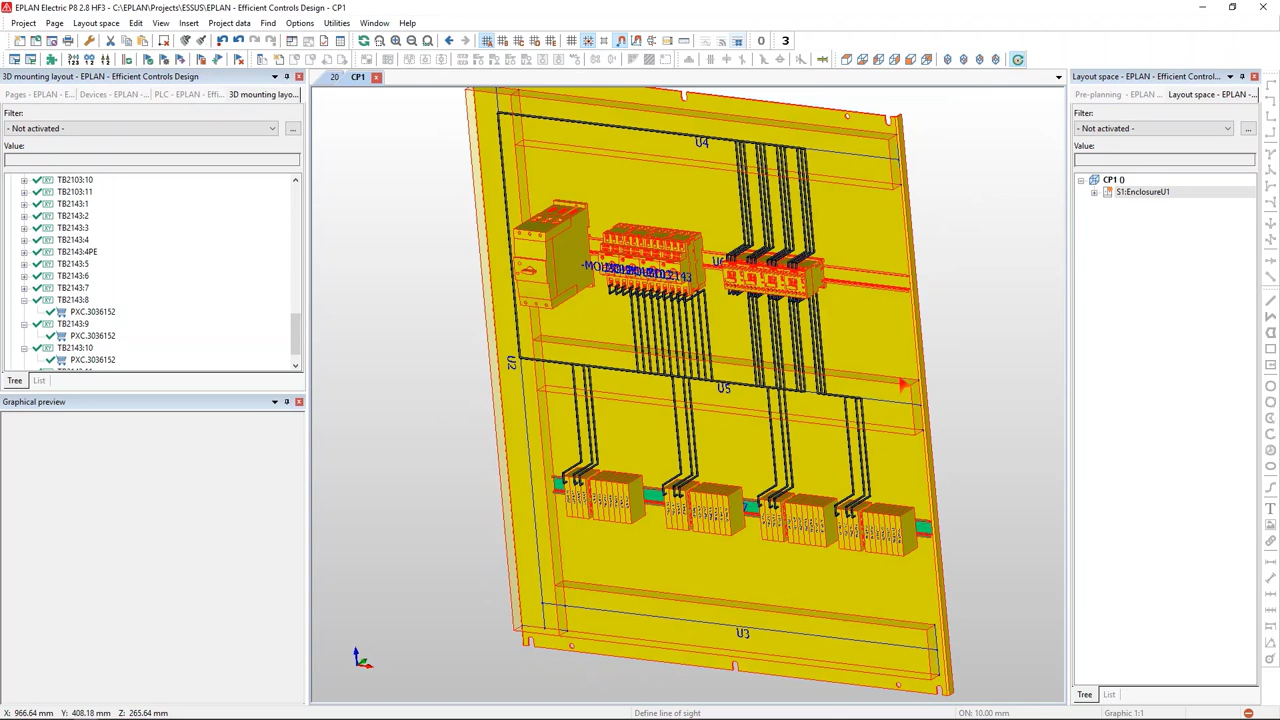 EPLAN Electric P8 2.8 HF3 - C:\EPLAN\Projects\ESSUS\EPLAN - Efficient Controls Design - CP1
Project Page Layout space Edit View Insert Project data Find Options Utilities Window Help
A B C D E
0 3
3D mounting layout - EPLAN - Efficient Controls Design
Pages - EPLAN - E... Devices - EPLAN -... PLC - EPLAN - Effi... 3D mounting layo...
Filter:
- Not activated -
...
Value:
TB2103:10
TB2103:11
TB2143:1
TB2143:2
TB2143:3
TB2143:4
TB2143:4PE
TB2143:5
TB2143:6
TB2143:7
TB2143:8
PXC.3036152
TB2143:9
PXC.3036152
TB2143:10
PXC.3036152
Tree List
Graphical preview
20 CP1
U4
U2
U5
U3
Layout space - EPLAN - Efficient Control...
Pre-planning - EPLAN ... Layout space - EPLAN -...
Filter:
- Not activated -
...
Value:
CP1 ()
S1:EnclosureU1
Tree List
X: 966.64 mm Y: 408.18 mm Z: 265.64 mm
Define line of sight
ON: 10.00 mm
Graphic 1:1